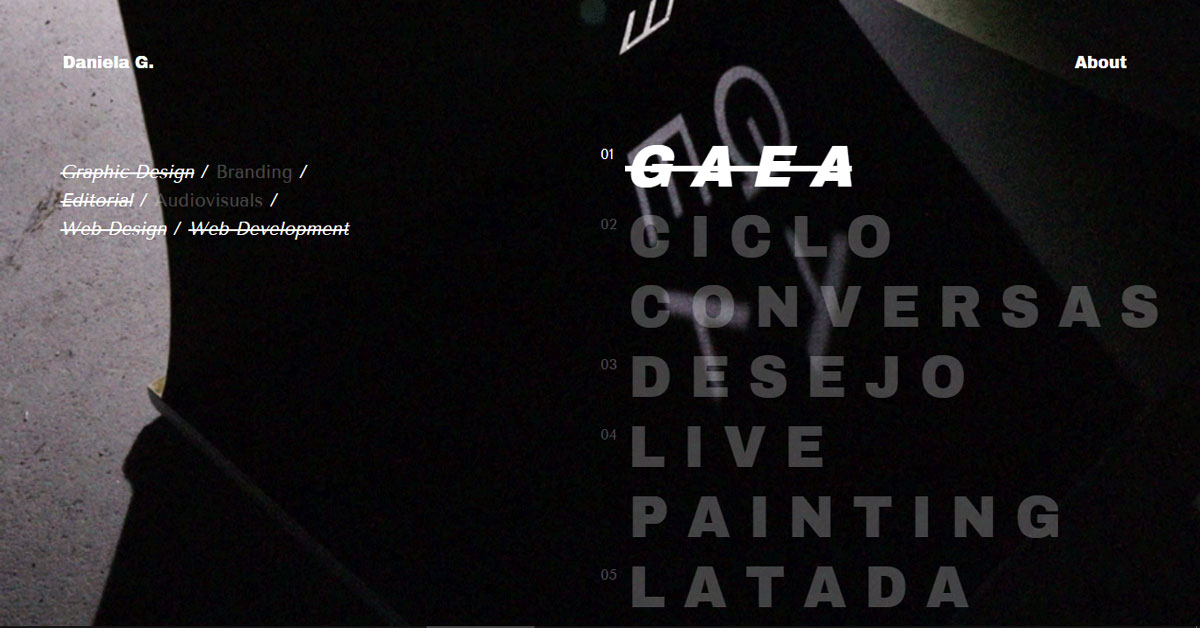 Daniela G.
About
Graphic Design / Branding /
Editorial / Audiovisuals /
Web Design / Web Development
01 GAEA
02 CICLO
CONVERSAS
03 DESEJO
04 LIVE
PAINTING
05 LATADA